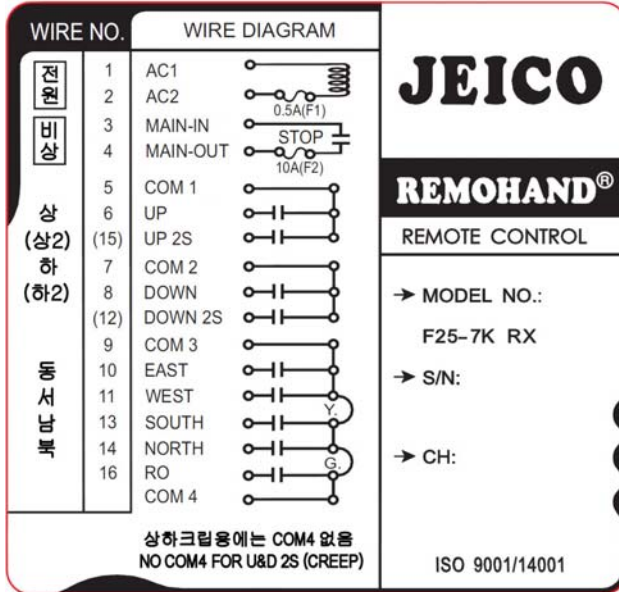 WIRE NO. WIRE DIAGRAM
전원 1 AC1
2 AC2
0.5A(F1)
비상 3 MAIN-IN
STOP
4 MAIN-OUT
10A(F2)
5 COM 1
상 6 UP
(상2) (15) UP 2S
하 7 COM 2
(하2) 8 DOWN
(12) DOWN 2S
9 COM 3
동 10 EAST
서 11 WEST
Y.
남 13 SOUTH
북 14 NORTH
G.
16 RO
COM 4
상하크립용에는 COM4 없음
NO COM4 FOR U&D 2S (CREEP)
JEICO
REMOHAND®
REMOTE CONTROL
→ MODEL NO.:
F25-7K RX
→ S/N:
→ CH:
ISO 9001/14001